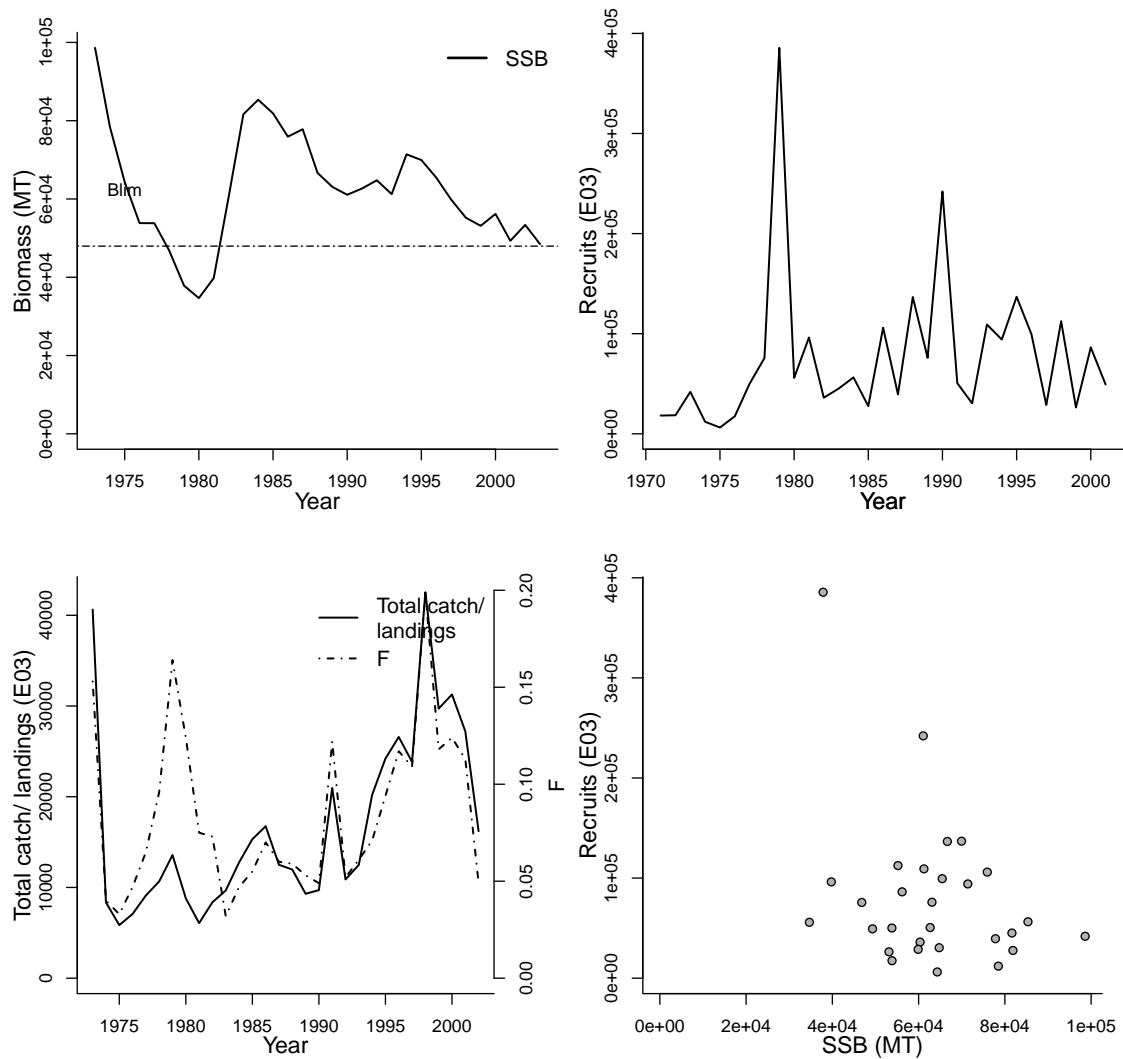 SSB
Blim
Biomass (MT)
0e+00 2e+04 4e+04 6e+04 8e+04 1e+05
1975 1980 1985 1990 1995 2000
Year
Recruits (E03)
0e+00 1e+05 2e+05 3e+05 4e+05
1970 1975 1980 1985 1990 1995 2000
Year
Total catch/
landings
F
Total catch/ landings (E03)
0 10000 20000 30000 40000
0.00 0.05 0.10 0.15 0.20
F
1975 1980 1985 1990 1995 2000
Year
Recruits (E03)
0e+00 1e+05 2e+05 3e+05 4e+05
0e+00 2e+04 4e+04 6e+04 8e+04 1e+05
SSB (MT)